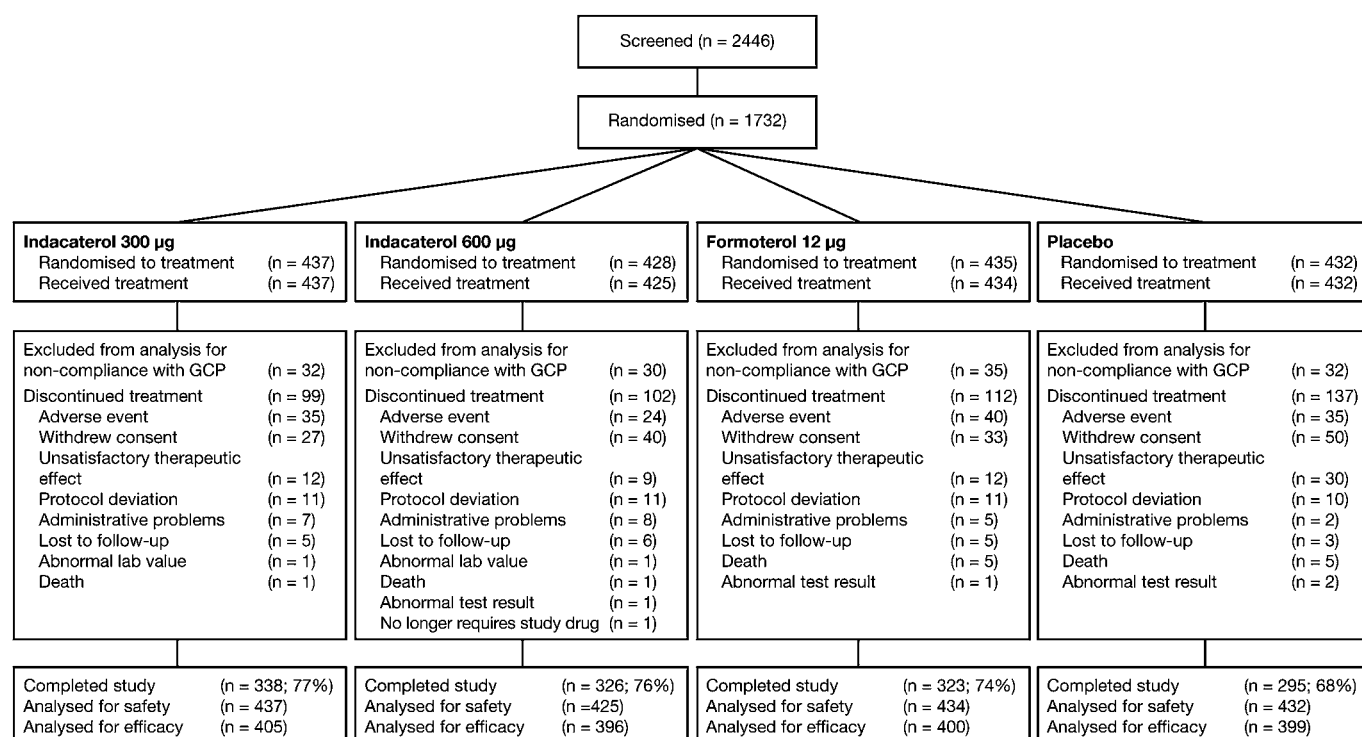 Screened (n = 2446)
Randomised (n = 1732)
Indacaterol 300 µg
Randomised to treatment (n = 437)
Received treatment (n = 437)
Excluded from analysis for
non-compliance with GCP (n = 32)
Discontinued treatment (n = 99)
Adverse event (n = 35)
Withdrew consent (n = 27)
Unsatisfactory therapeutic
effect (n = 12)
Protocol deviation (n = 11)
Administrative problems (n = 7)
Lost to follow-up (n = 5)
Abnormal lab value (n = 1)
Death (n = 1)
Completed study (n = 338; 77%)
Analysed for safety (n = 437)
Analysed for efficacy (n = 405)
Indacaterol 600 µg
Randomised to treatment (n = 428)
Received treatment (n = 425)
Excluded from analysis for
non-compliance with GCP (n = 30)
Discontinued treatment (n = 102)
Adverse event (n = 24)
Withdrew consent (n = 40)
Unsatisfactory therapeutic
effect (n = 9)
Protocol deviation (n = 11)
Administrative problems (n = 8)
Lost to follow-up (n = 6)
Abnormal lab value (n = 1)
Death (n = 1)
Abnormal test result (n = 1)
No longer requires study drug (n = 1)
Completed study (n = 326; 76%)
Analysed for safety (n =425)
Analysed for efficacy (n = 396)
Formoterol 12 µg
Randomised to treatment (n = 435)
Received treatment (n = 434)
Excluded from analysis for
non-compliance with GCP (n = 35)
Discontinued treatment (n = 112)
Adverse event (n = 40)
Withdrew consent (n = 33)
Unsatisfactory therapeutic
effect (n = 12)
Protocol deviation (n = 11)
Administrative problems (n = 5)
Lost to follow-up (n = 5)
Death (n = 5)
Abnormal test result (n = 1)
Completed study (n = 323; 74%)
Analysed for safety (n = 434)
Analysed for efficacy (n = 400)
Placebo
Randomised to treatment (n = 432)
Received treatment (n = 432)
Excluded from analysis for
non-compliance with GCP (n = 32)
Discontinued treatment (n = 137)
Adverse event (n = 35)
Withdrew consent (n = 50)
Unsatisfactory therapeutic
effect (n = 30)
Protocol deviation (n = 10)
Administrative problems (n = 2)
Lost to follow-up (n = 3)
Death (n = 5)
Abnormal test result (n = 2)
Completed study (n = 295; 68%)
Analysed for safety (n = 432)
Analysed for efficacy (n = 399)